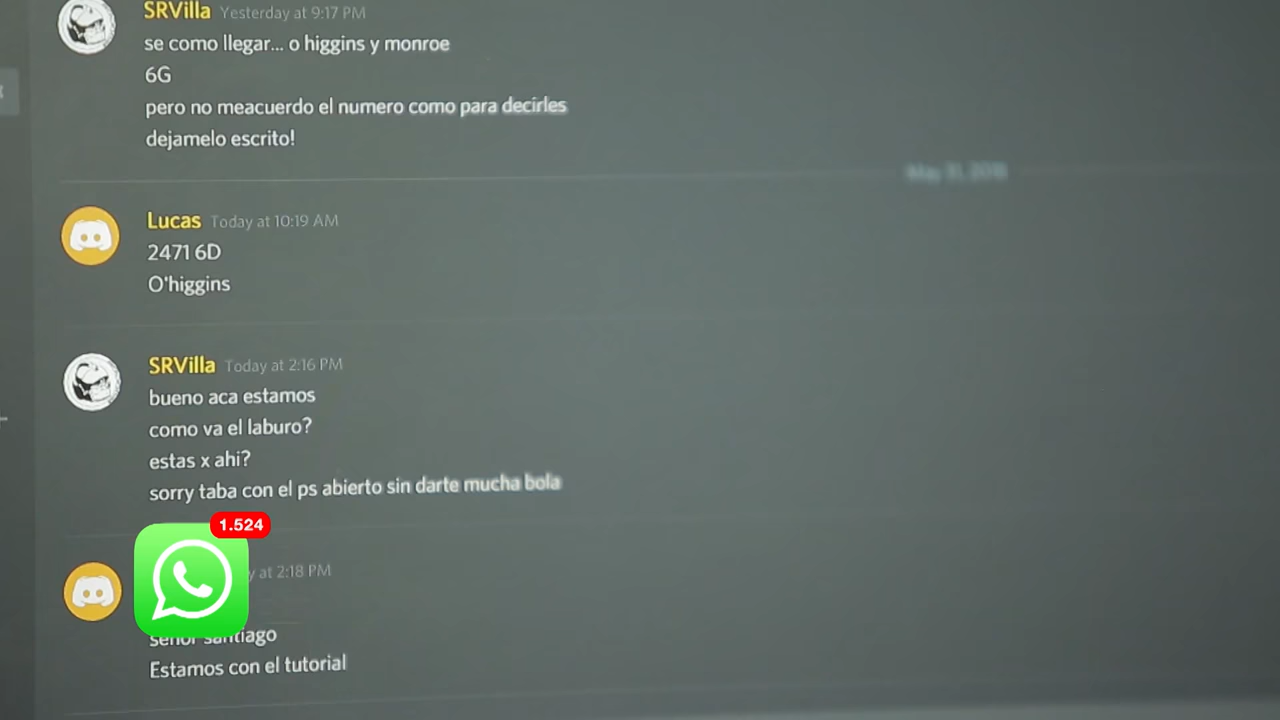 SRVilla Yesterday at 9:17 PM
se como llegar... o higgins y monroe
6G
pero no meacuerdo el numero como para decirles
dejamelo escrito!
May 31, 2018
Lucas Today at 10:19 AM
2471 6D
O'higgins
SRVilla Today at 2:16 PM
bueno aca estamos
como va el laburo?
estas x ahi?
sorry taba con el ps abierto sin darte mucha bola
1.524
y at 2:18 PM
señor santiago
Estamos con el tutorial